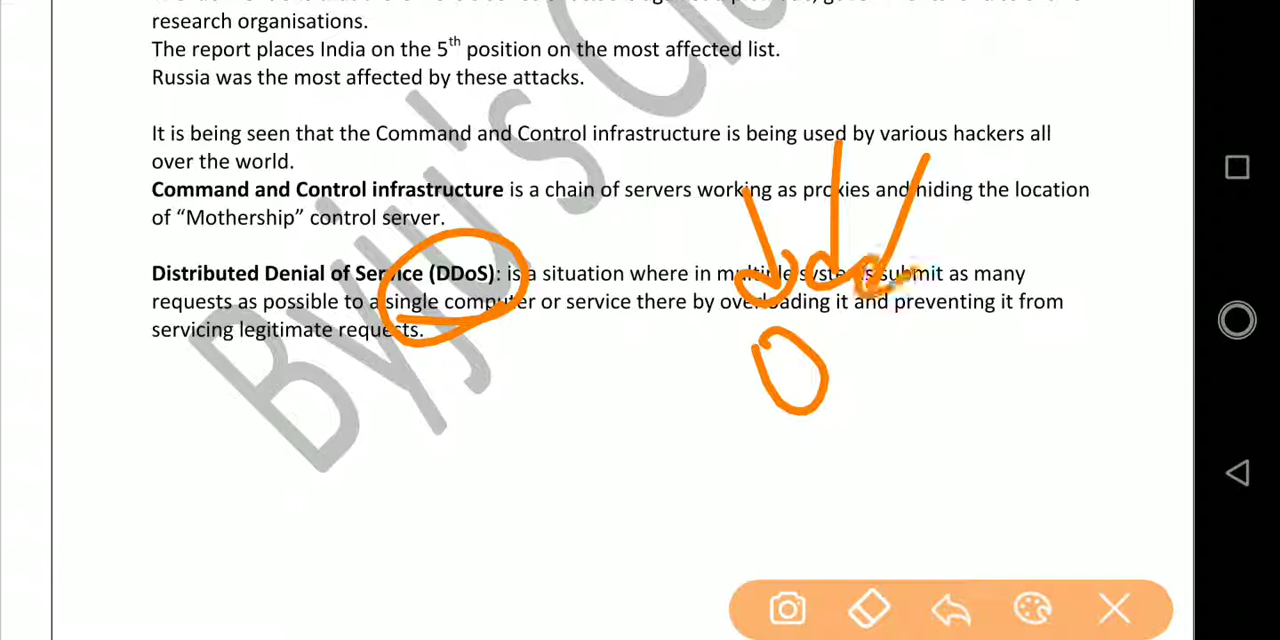 research organisations.
The report places India on the 5th position on the most affected list.
Russia was the most affected by these attacks.
It is being seen that the Command and Control infrastructure is being used by various hackers all
over the world.
Command and Control infrastructure is a chain of servers working as proxies and hiding the location
of “Mothership” control server.
Distributed Denial of Service (DDoS): is a situation where in multiple systems submit as many
requests as possible to a single computer or service there by overloading it and preventing it from
servicing legitimate requests.
Byju's